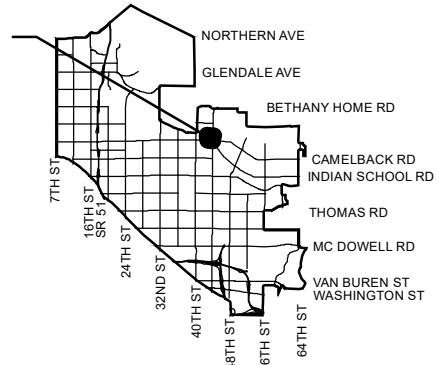 NORTHERN AVE
GLENDALE AVE
BETHANY HOME RD
CAMELBACK RD
INDIAN SCHOOL RD
THOMAS RD
MC DOWELL RD
VAN BUREN ST
WASHINGTON ST
7TH ST
16TH ST
SR 51
24TH ST
32ND ST
40TH ST
48TH ST
6TH ST
64TH ST